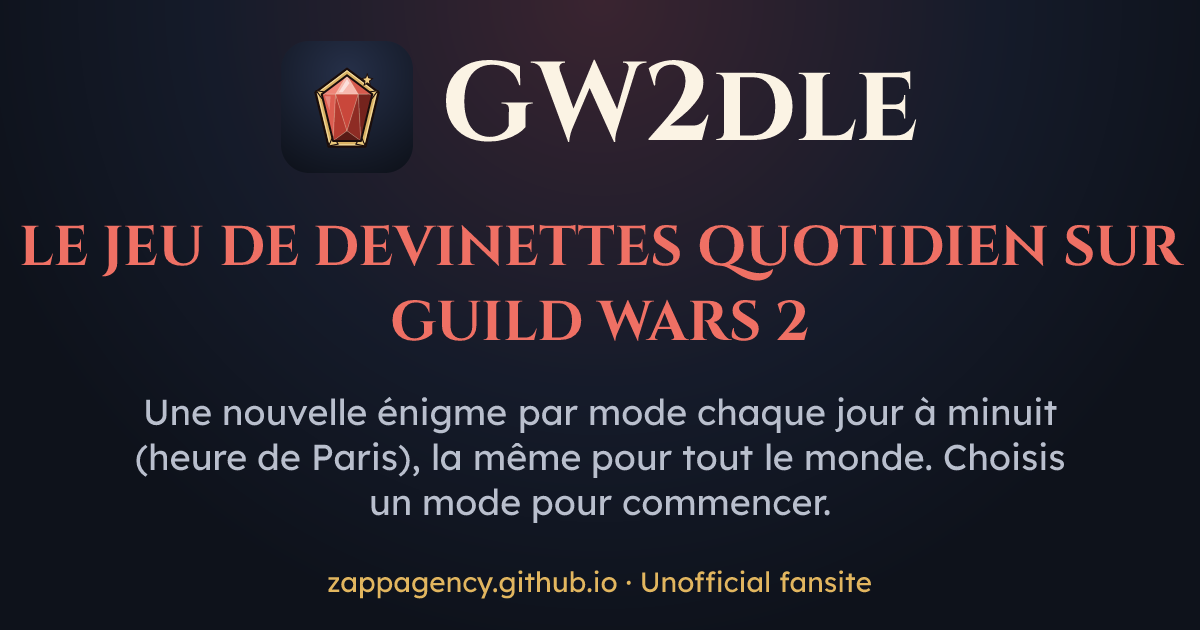 GW2DLE
LE JEU DE DEVINETTES QUOTIDIEN SUR
GUILD WARS 2
Une nouvelle énigme par mode chaque jour à minuit
(heure de Paris), la même pour tout le monde. Choisis
un mode pour commencer.
zappagency.github.io · Unofficial fansite